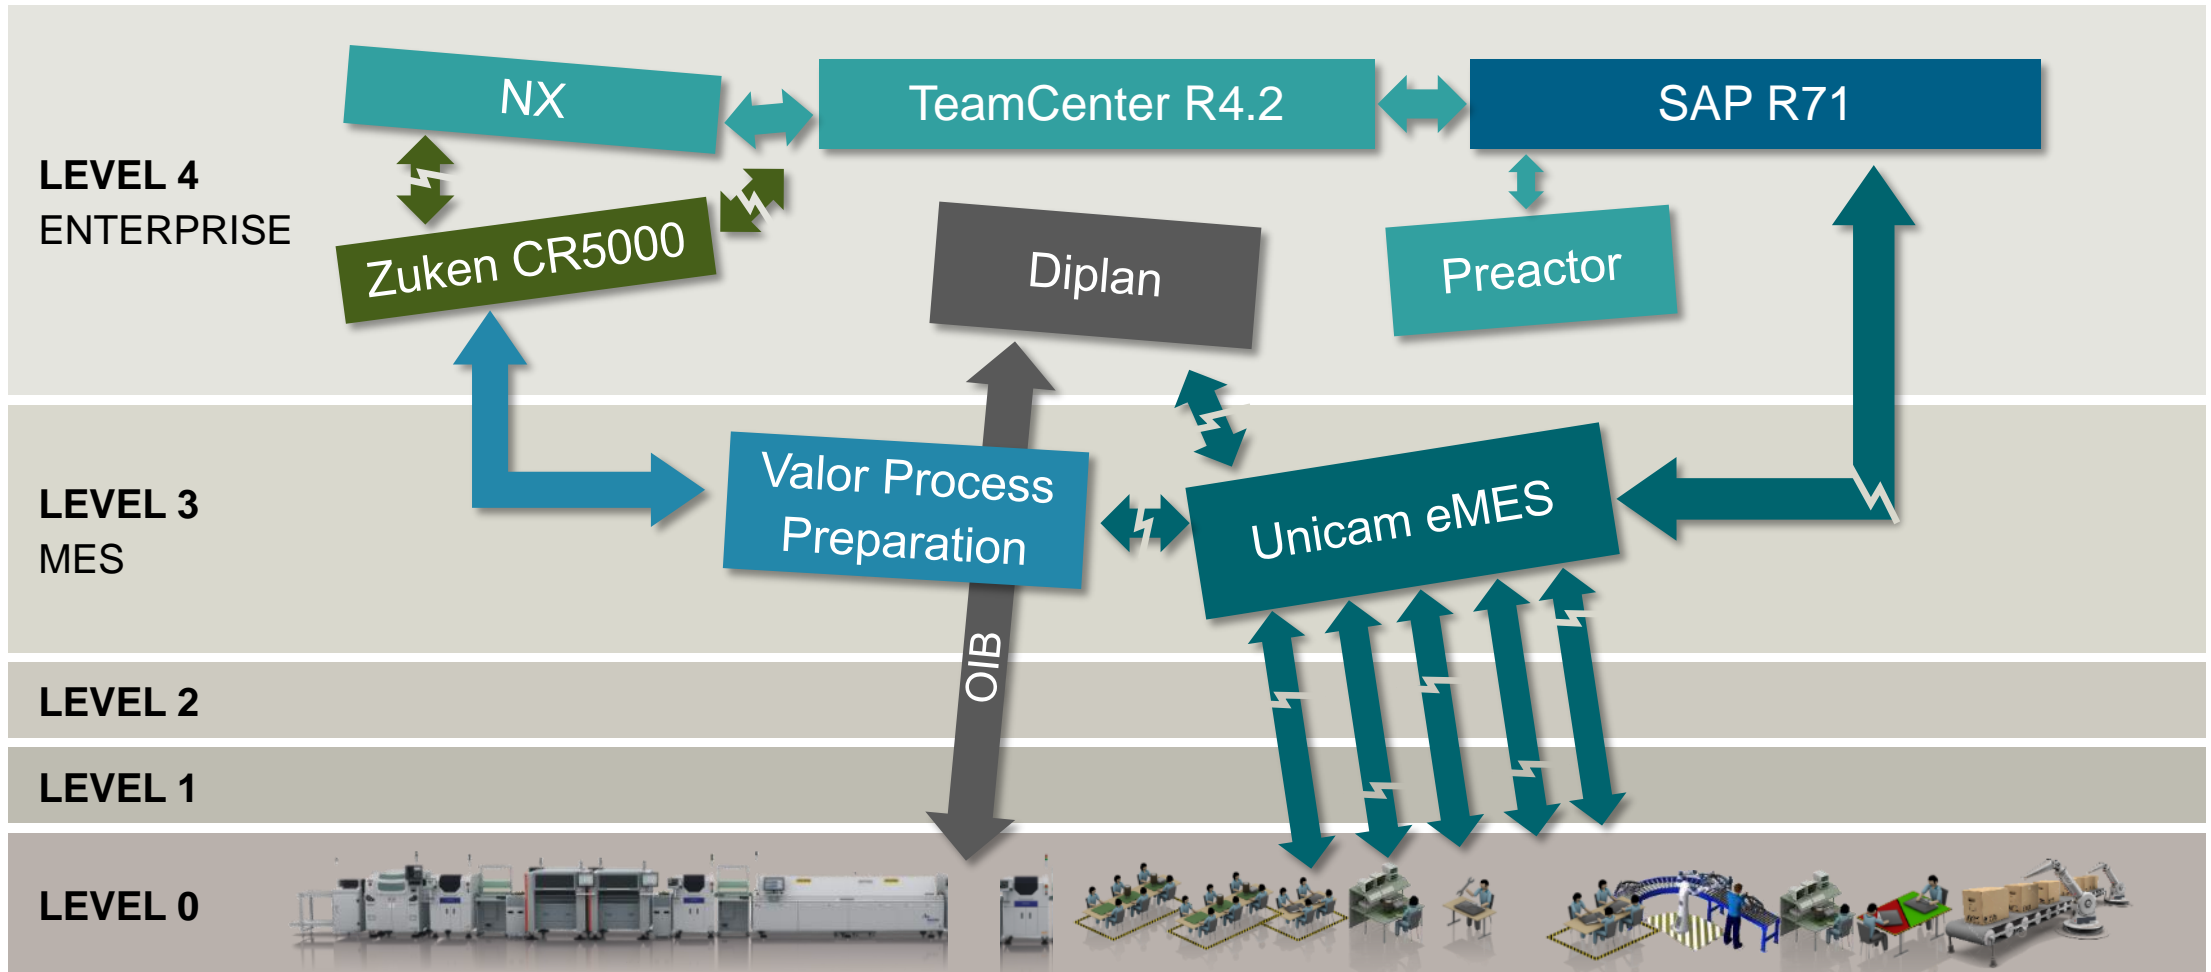 NX
TeamCenter R4.2
SAP R71
LEVEL 4
ENTERPRISE
Zuken CR5000
Diplan
Preactor
LEVEL 3
MES
Valor Process
Preparation
Unicam eMES
OIB
LEVEL 2
LEVEL 1
LEVEL 0